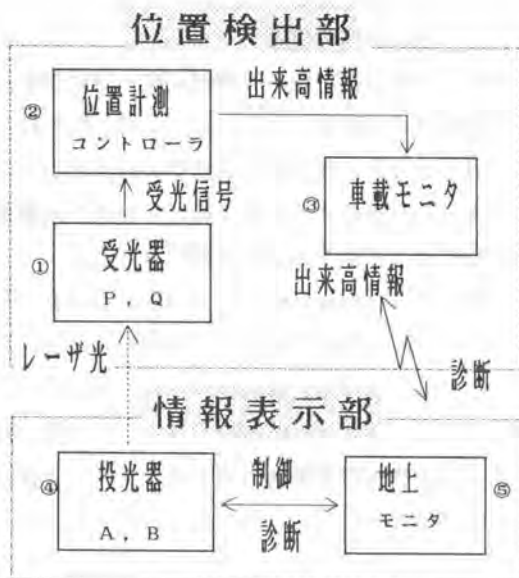 位置検出部
② 位置計測
コントローラ
出来高情報
受光信号
③ 車載モニタ
① 受光器
P，Q
出来高情報
レーザ光
診断
情報表示部
④ 投光器
A，B
制御
診断
地上 ⑤
モニタ